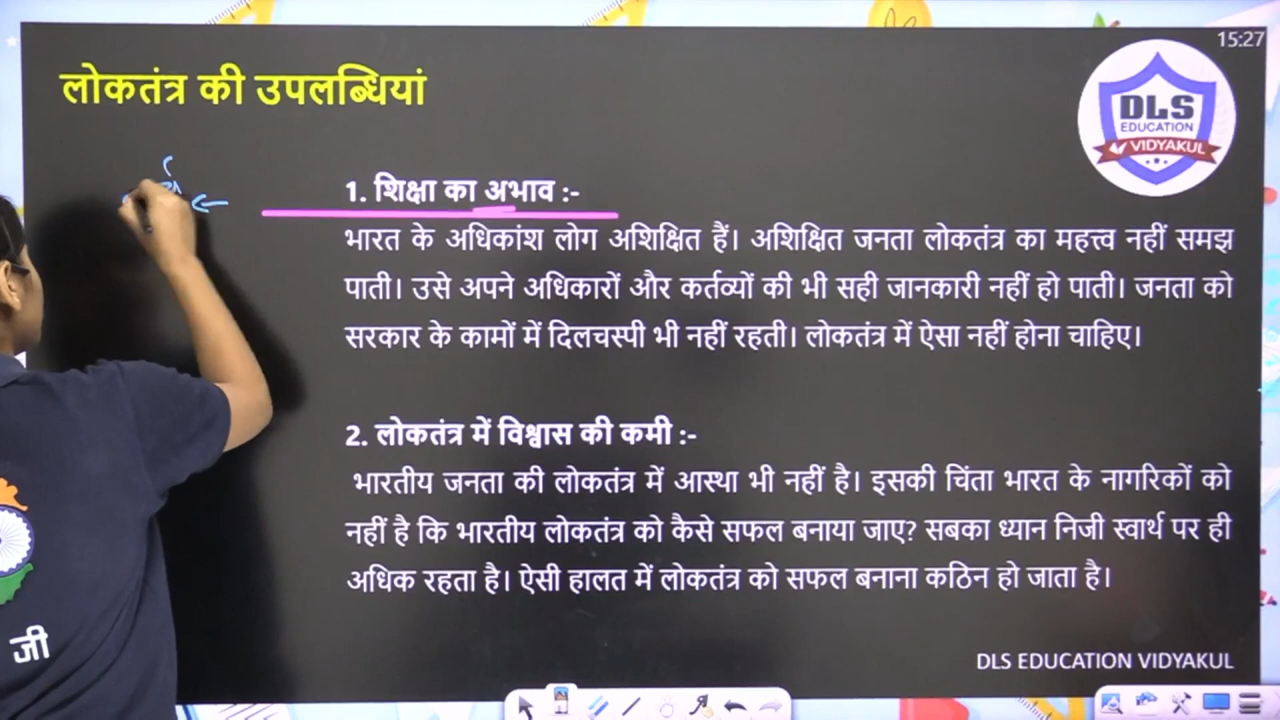 15:27
लोकतंत्र की उपलब्धियां
DLS
EDUCATION
VIDYAKUL
1. शिक्षा का अभाव :-
भारत के अधिकांश लोग अशिक्षित हैं। अशिक्षित जनता लोकतंत्र का महत्त्व नहीं समझ
पाती। उसे अपने अधिकारों और कर्तव्यों की भी सही जानकारी नहीं हो पाती। जनता को
सरकार के कामों में दिलचस्पी भी नहीं रहती। लोकतंत्र में ऐसा नहीं होना चाहिए।
2. लोकतंत्र में विश्वास की कमी :-
भारतीय जनता की लोकतंत्र में आस्था भी नहीं है। इसकी चिंता भारत के नागरिकों को
नहीं है कि भारतीय लोकतंत्र को कैसे सफल बनाया जाए? सबका ध्यान निजी स्वार्थ पर ही
अधिक रहता है। ऐसी हालत में लोकतंत्र को सफल बनाना कठिन हो जाता है।
जी
DLS EDUCATION VIDYAKUL